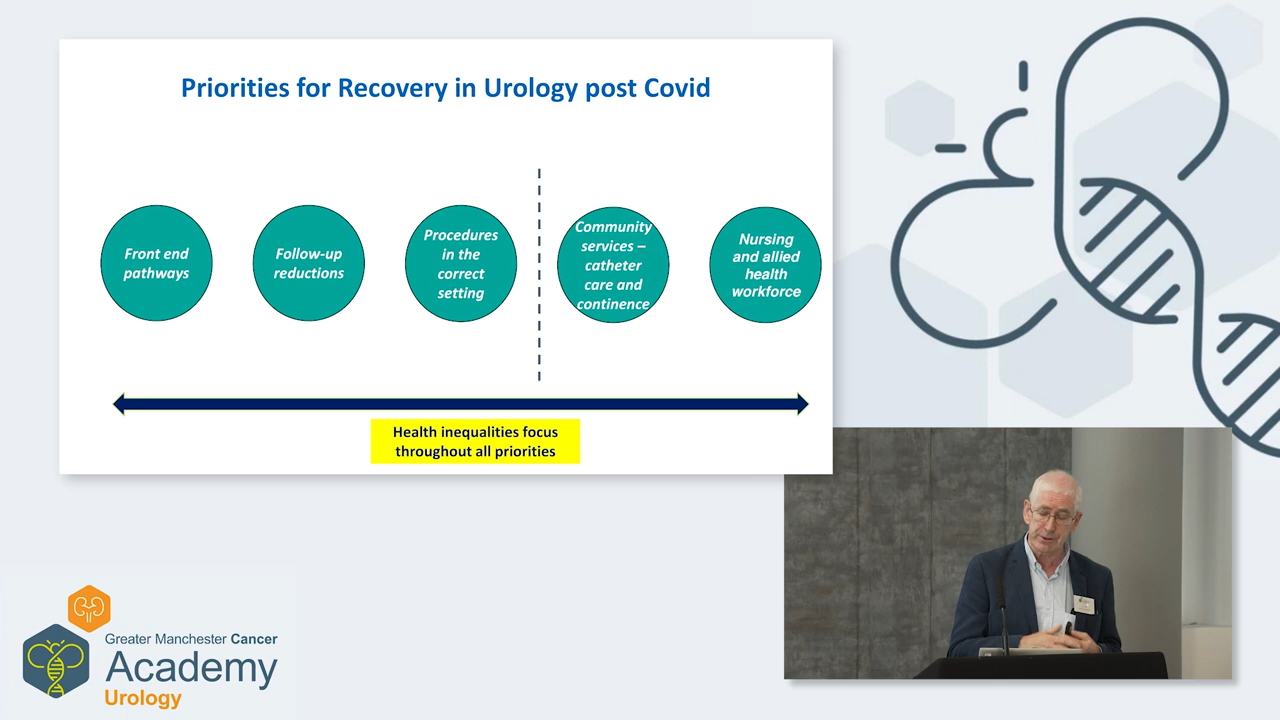 Priorities for Recovery in Urology post Covid
Front end
pathways
Follow-up
reductions
Procedures
in the
correct
setting
Community
services –
catheter
care and
continence
Nursing
and allied
health
workforce
Health inequalities focus
throughout all priorities
Greater Manchester Cancer
Academy
Urology